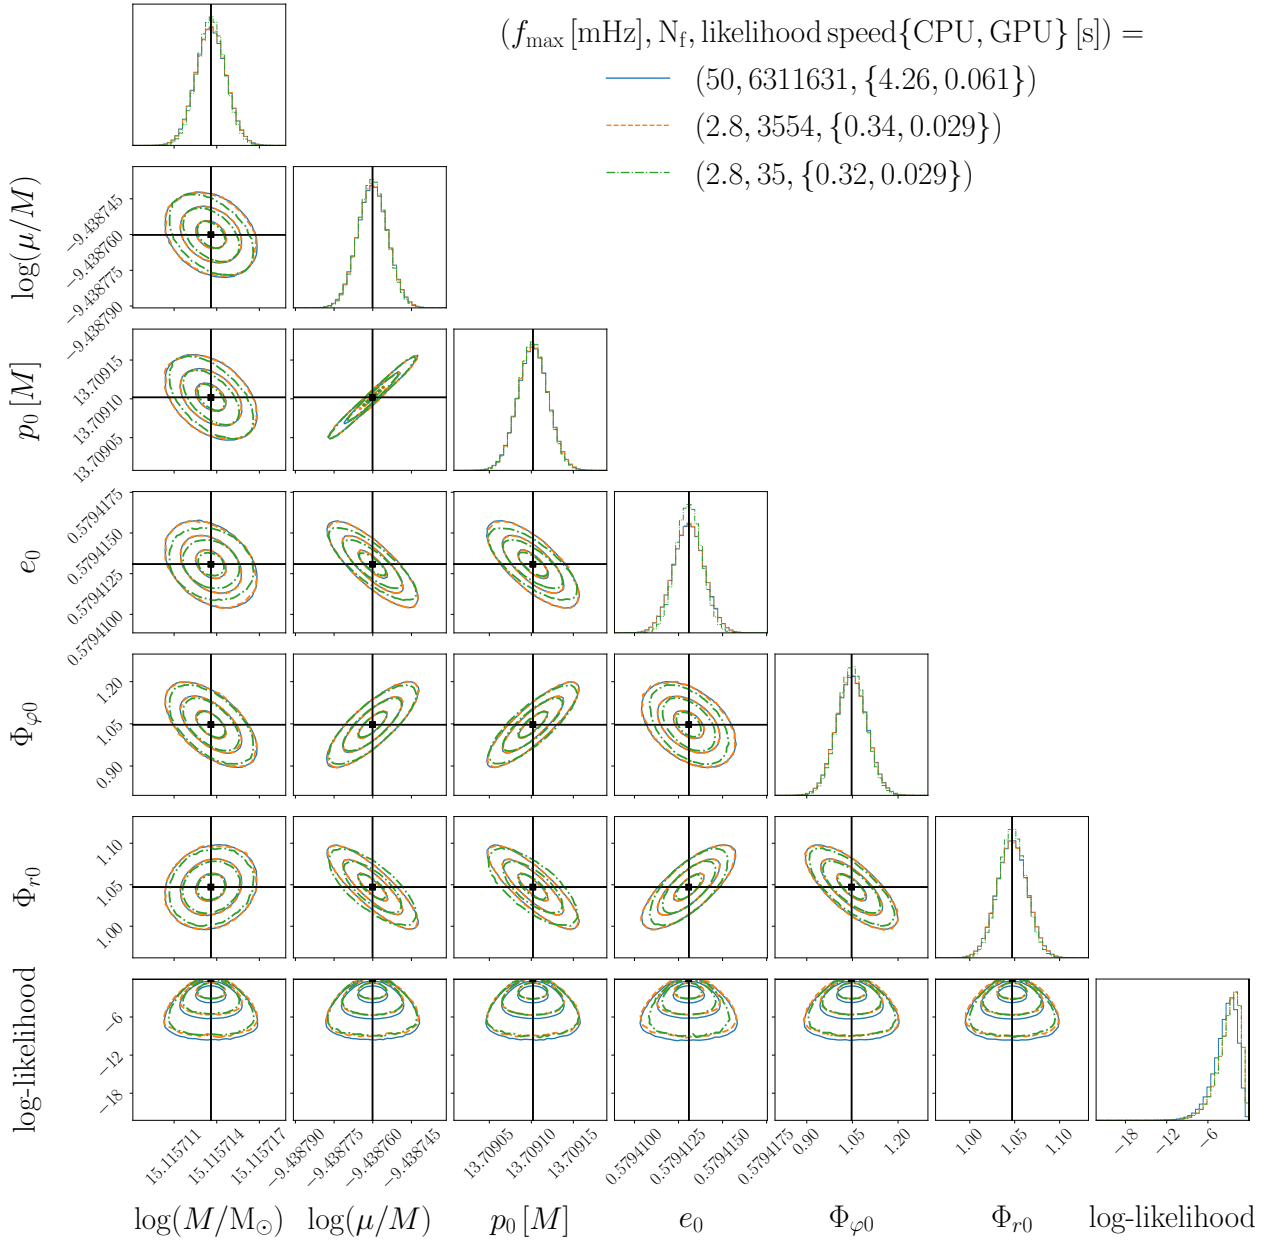 (f_max [mHz], N_f, likelihood speed{CPU, GPU} [s]) =
(50, 6311631, {4.26, 0.061})
(2.8, 3554, {0.34, 0.029})
(2.8, 35, {0.32, 0.029})
log(μ/M)
−9.438745
−9.438760
−9.438775
−9.438790
p₀ [M]
13.70915
13.70910
13.70905
e₀
0.5794175
0.5794150
0.5794125
0.5794100
Φ_φ0
1.20
1.05
0.90
Φ_r0
1.10
1.05
1.00
log-likelihood
−6
−12
−18
15.115711 15.115714 15.115717 −9.438790 −9.438775 −9.438760 −9.438745 13.70905 13.70910 13.70915 0.5794100 0.5794125 0.5794150 0.5794175 0.90 1.05 1.20 1.00 1.05 1.10 −18 −12 −6
log(M/M_⊙) log(μ/M) p₀ [M] e₀ Φ_φ0 Φ_r0 log-likelihood